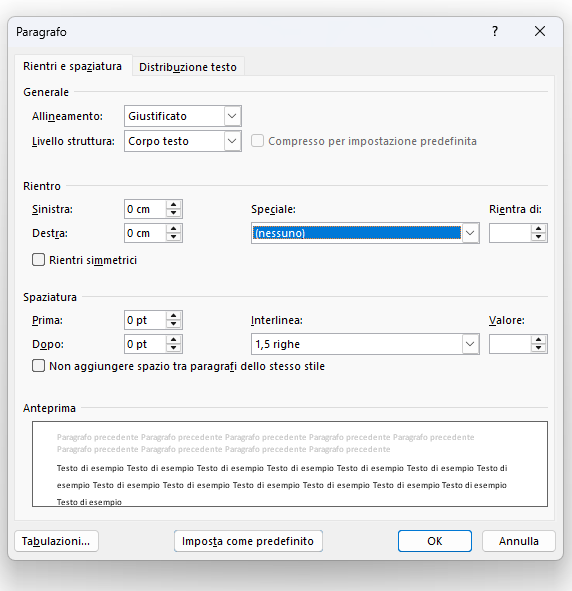 Paragrafo ?
Rientri e spaziatura Distribuzione testo
Generale
Allineamento: Giustificato
Livello struttura: Corpo testo Compresso per impostazione predefinita
Rientro
Sinistra: 0 cm Speciale: Rientra di:
Destra: 0 cm (nessuno)
Rientri simmetrici
Spaziatura
Prima: 0 pt Interlinea: Valore:
Dopo: 0 pt 1,5 righe
Non aggiungere spazio tra paragrafi dello stesso stile
Anteprima
Paragrafo precedente Paragrafo precedente Paragrafo precedente Paragrafo precedente Paragrafo precedente
Paragrafo precedente Paragrafo precedente Paragrafo precedente Paragrafo precedente
Testo di esempio Testo di esempio Testo di esempio Testo di esempio Testo di esempio Testo di esempio Testo di
esempio Testo di esempio Testo di esempio Testo di esempio Testo di esempio Testo di esempio Testo di esempio
Testo di esempio
Tabulazioni... Imposta come predefinito OK Annulla